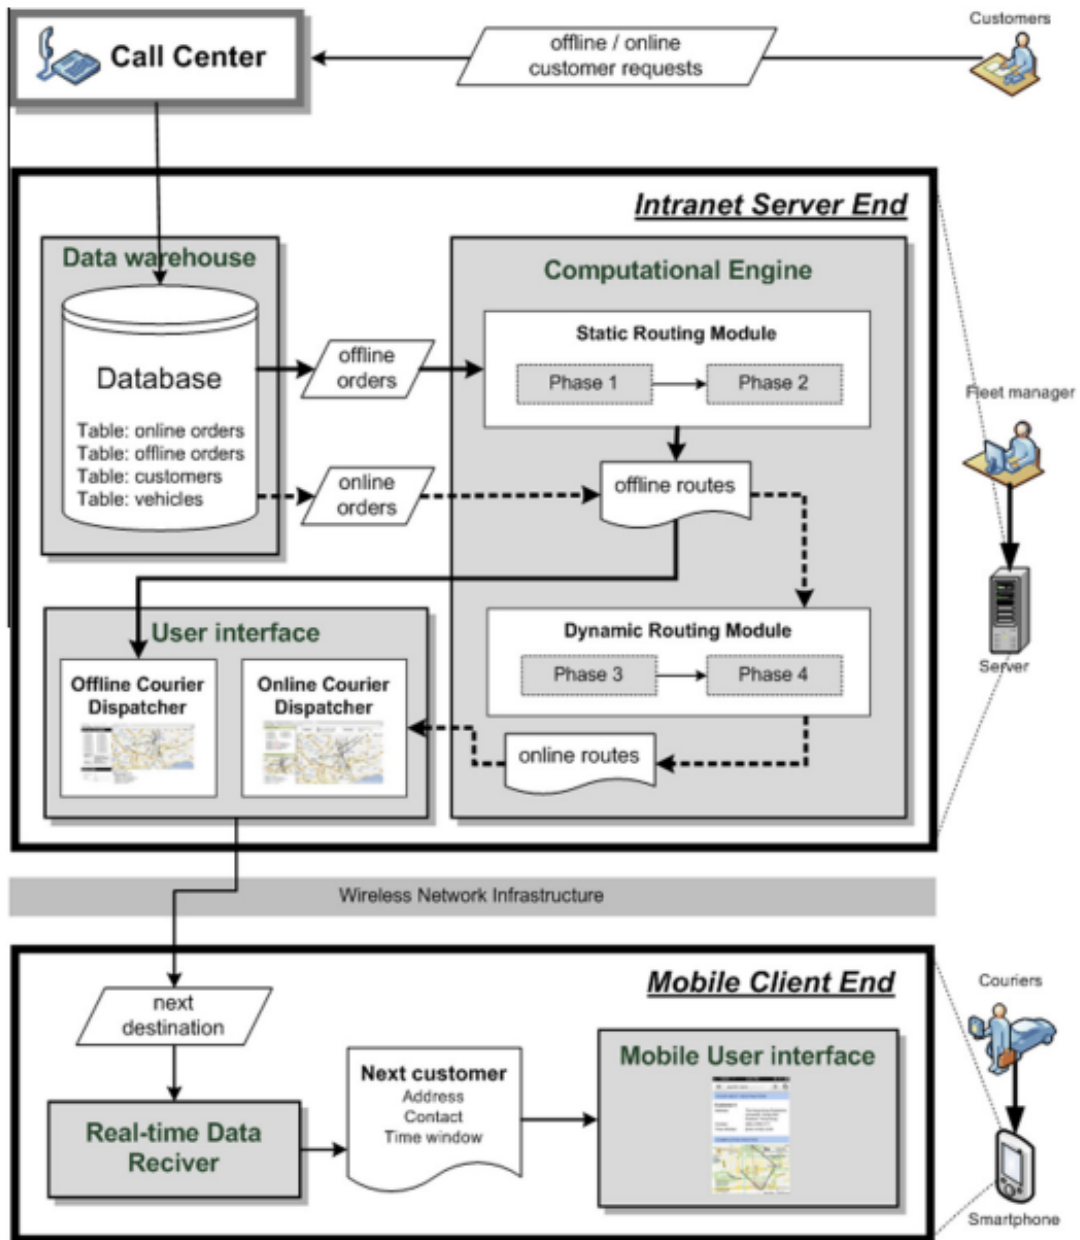 Customers
Call Center
offline / online
customer requests
Intranet Server End
Data warehouse
Computational Engine
Static Routing Module
Phase 1
Phase 2
Database
offline
orders
Table: online orders
Table: offline orders
Table: customers
Table: vehicles
online
orders
offline routes
Fleet manager
Server
User interface
Offline Courier
Dispatcher
Online Courier
Dispatcher
Dynamic Routing Module
Phase 3
Phase 4
online routes
Wireless Network Infrastructure
Mobile Client End
next
destination
Couriers
Next customer
Address
Contact
Time window
Mobile User interface
Real-time Data
Reciver
Smartphone